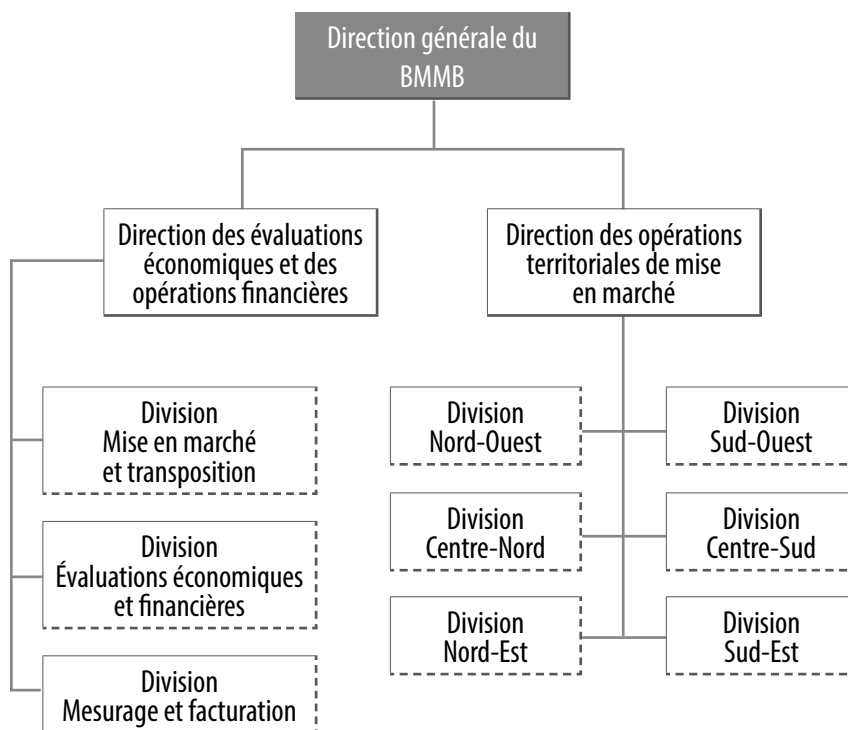 Direction générale du
BMMB
Direction des évaluations
économiques et des
opérations financières
Direction des opérations
territoriales de mise
en marché
Division
Mise en marché
et transposition
Division
Évaluations économiques
et financières
Division
Mesurage et facturation
Division
Nord-Ouest
Division
Sud-Ouest
Division
Centre-Nord
Division
Centre-Sud
Division
Nord-Est
Division
Sud-Est